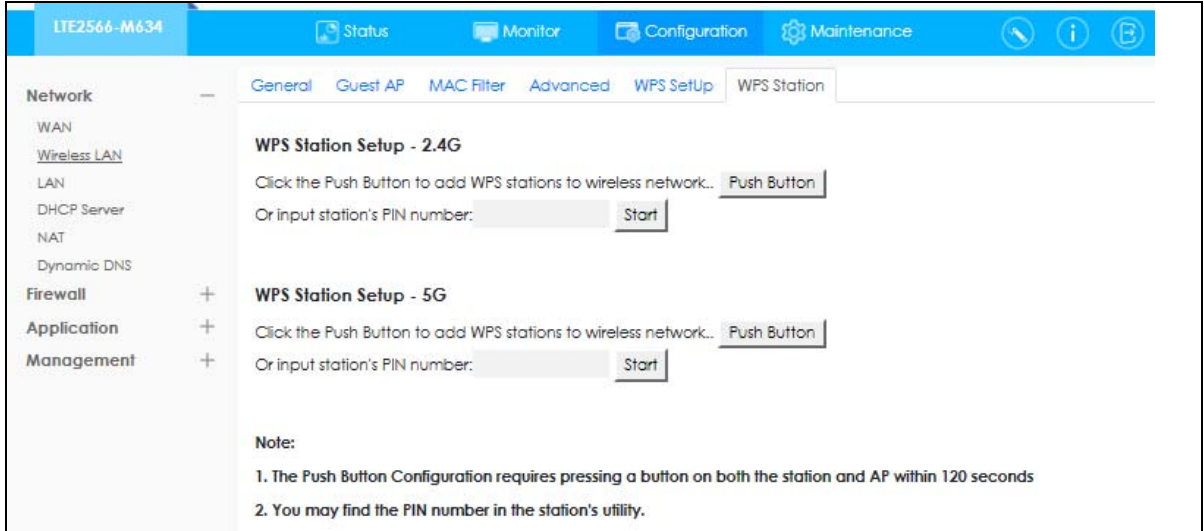 LTE2566-M634
Status Monitor Configuration Maintenance
General Guest AP MAC Filter Advanced WPS SetUp WPS Station
Network
WAN
Wireless LAN
LAN
DHCP Server
NAT
Dynamic DNS
Firewall
Application
Management
WPS Station Setup - 2.4G
Click the Push Button to add WPS stations to wireless network.. Push Button
Or input station's PIN number: Start
WPS Station Setup - 5G
Click the Push Button to add WPS stations to wireless network.. Push Button
Or input station's PIN number: Start
Note:
1. The Push Button Configuration requires pressing a button on both the station and AP within 120 seconds
2. You may find the PIN number in the station's utility.